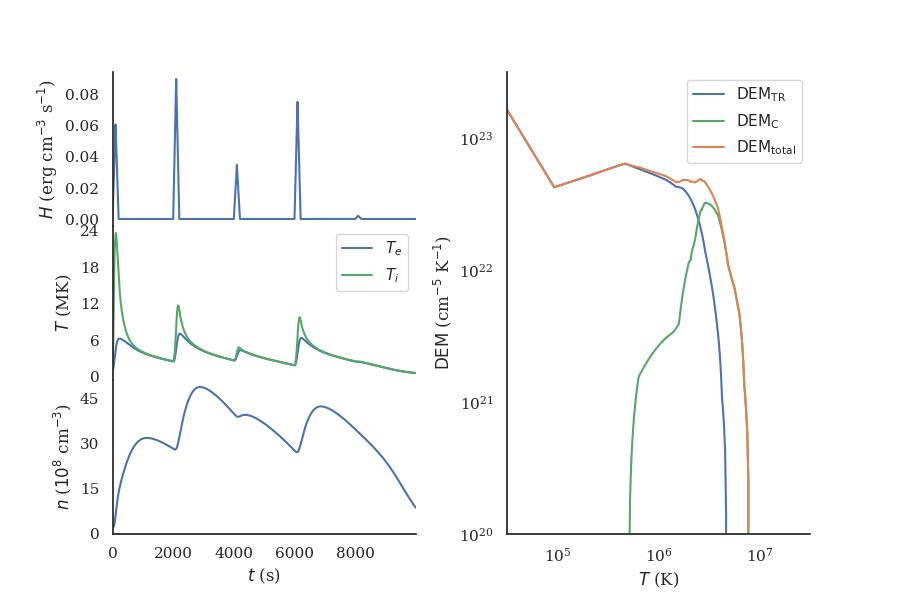 H (erg cm⁻³ s⁻¹)
0.08
0.06
0.04
0.02
0.00
T (MK)
24
18
12
6
0
Tₑ
Tᵢ
n (10⁸ cm⁻³)
45
30
15
0
0 2000 4000 6000 8000
t (s)
DEM (cm⁻⁵ K⁻¹)
10²³
10²²
10²¹
10²⁰
DEM_TR
DEM_C
DEM_total
10⁵ 10⁶ 10⁷
T (K)